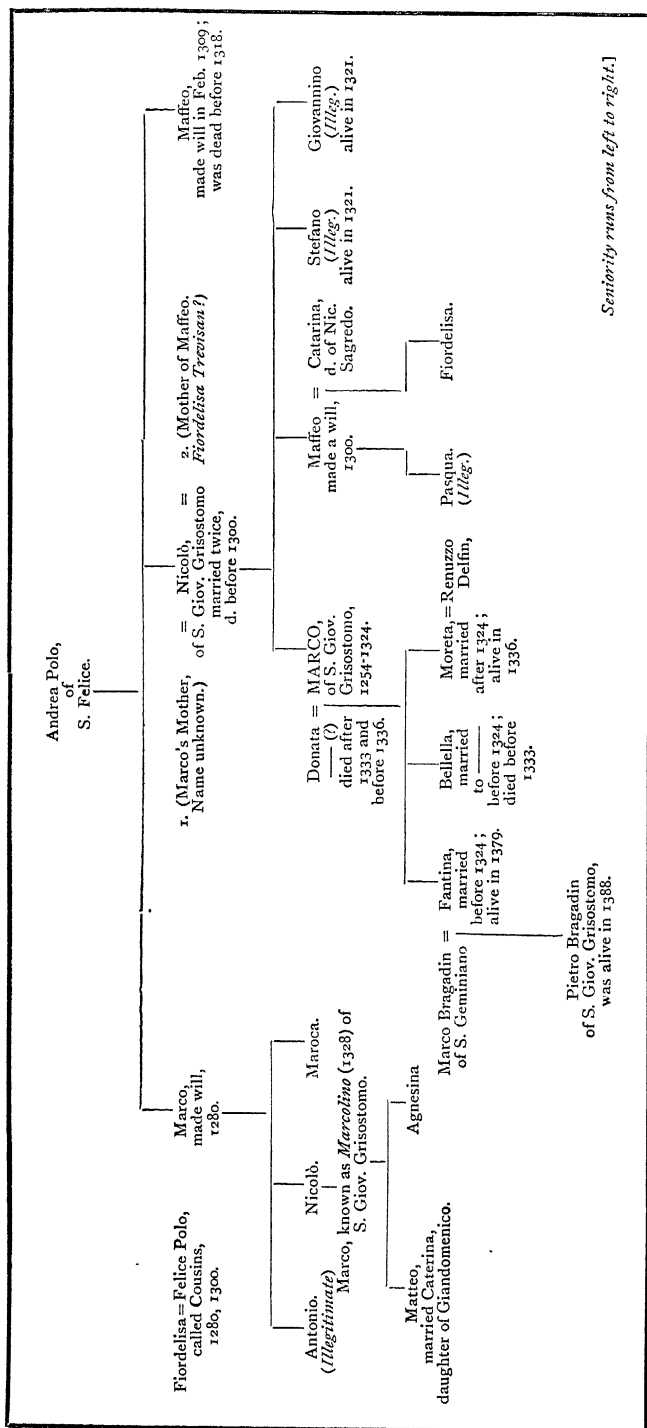 Andrea Polo,
of
S. Felice.
Fiordelisa=Felice Polo,
called Cousins,
1280, 1300.
Marco,
made will,
1280.
1. (Marco's Mother,
Name unknown.)
= Nicolò, =
of S. Giov. Grisostomo
married twice,
d. before 1300.
2. (Mother of Maffeo.
Fiordelisa Trevisan?)
Maffeo,
made will in Feb. 1309;
was dead before 1318.
Antonio.
(Illegitimate)
Nicolò.
Maroca.
Donata = MARCO,
—— (?) of S. Giov.
died after Grisostomo,
1333 and 1254-1324.
before 1336.
Maffeo =
made a will,
1300.
Catarina,
d. of Nic.
Sagredo.
Stefano
(Illeg.)
alive in 1321.
Giovannino
(Illeg.)
alive in 1321.
Marco, known as Marcolino (1328) of
S. Giov. Grisostomo.
Marco Bragadin =
of S. Geminiano
Fantina,
married
before 1324;
alive in 1379.
Bellella,
married
to ——
before 1324;
died before
1333.
Moreta,
married
after 1324;
alive in
1336.
=Renuzzo
Delfin,
Pasqua.
(Illeg.)
Fiordelisa.
Matteo,
married Caterina,
daughter of Giandomenico.
Agnesina
Pietro Bragadin
of S. Giov. Grisostomo,
was alive in 1388.
Seniority runs from left to right.]